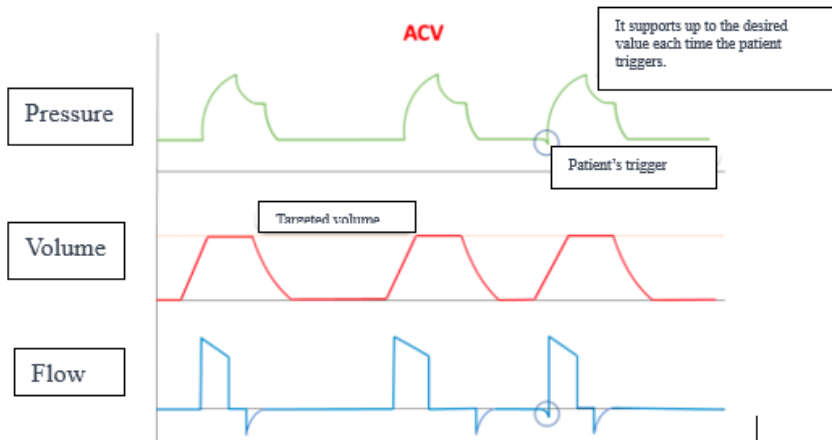 ACV
It supports up to the desired
value each time the patient
triggers.
Pressure
Patient's trigger
Targeted volume
Volume
Flow